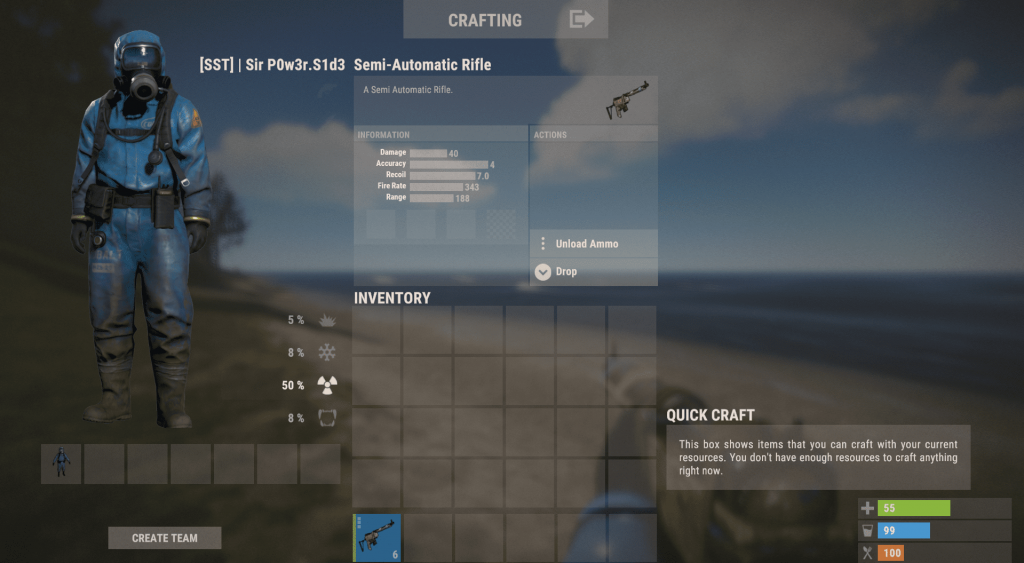 CRAFTING
[SST] | Sir P0w3r.S1d3
Semi-Automatic Rifle
A Semi Automatic Rifle.
INFORMATION
ACTIONS
Damage 40
Accuracy 4
Recoil 7.0
Fire Rate 343
Range 188
Unload Ammo
Drop
INVENTORY
5 %
8 %
50 %
8 %
QUICK CRAFT
This box shows items that you can craft with your current
resources. You don't have enough resources to craft anything
right now.
6
CREATE TEAM
55
99
100